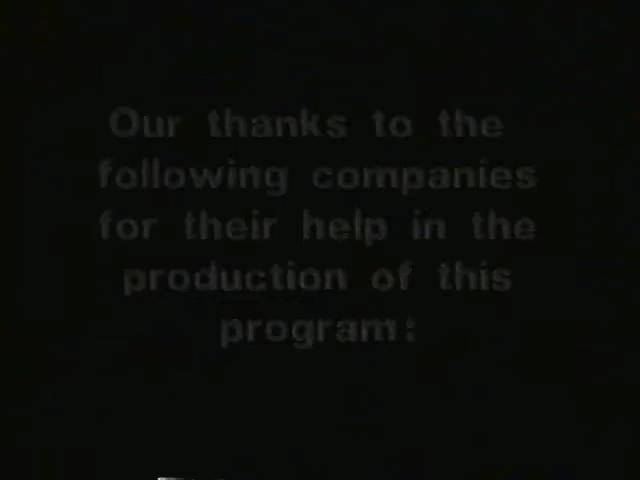 Our thanks to the
following companies
for their help in the
production of this
program: